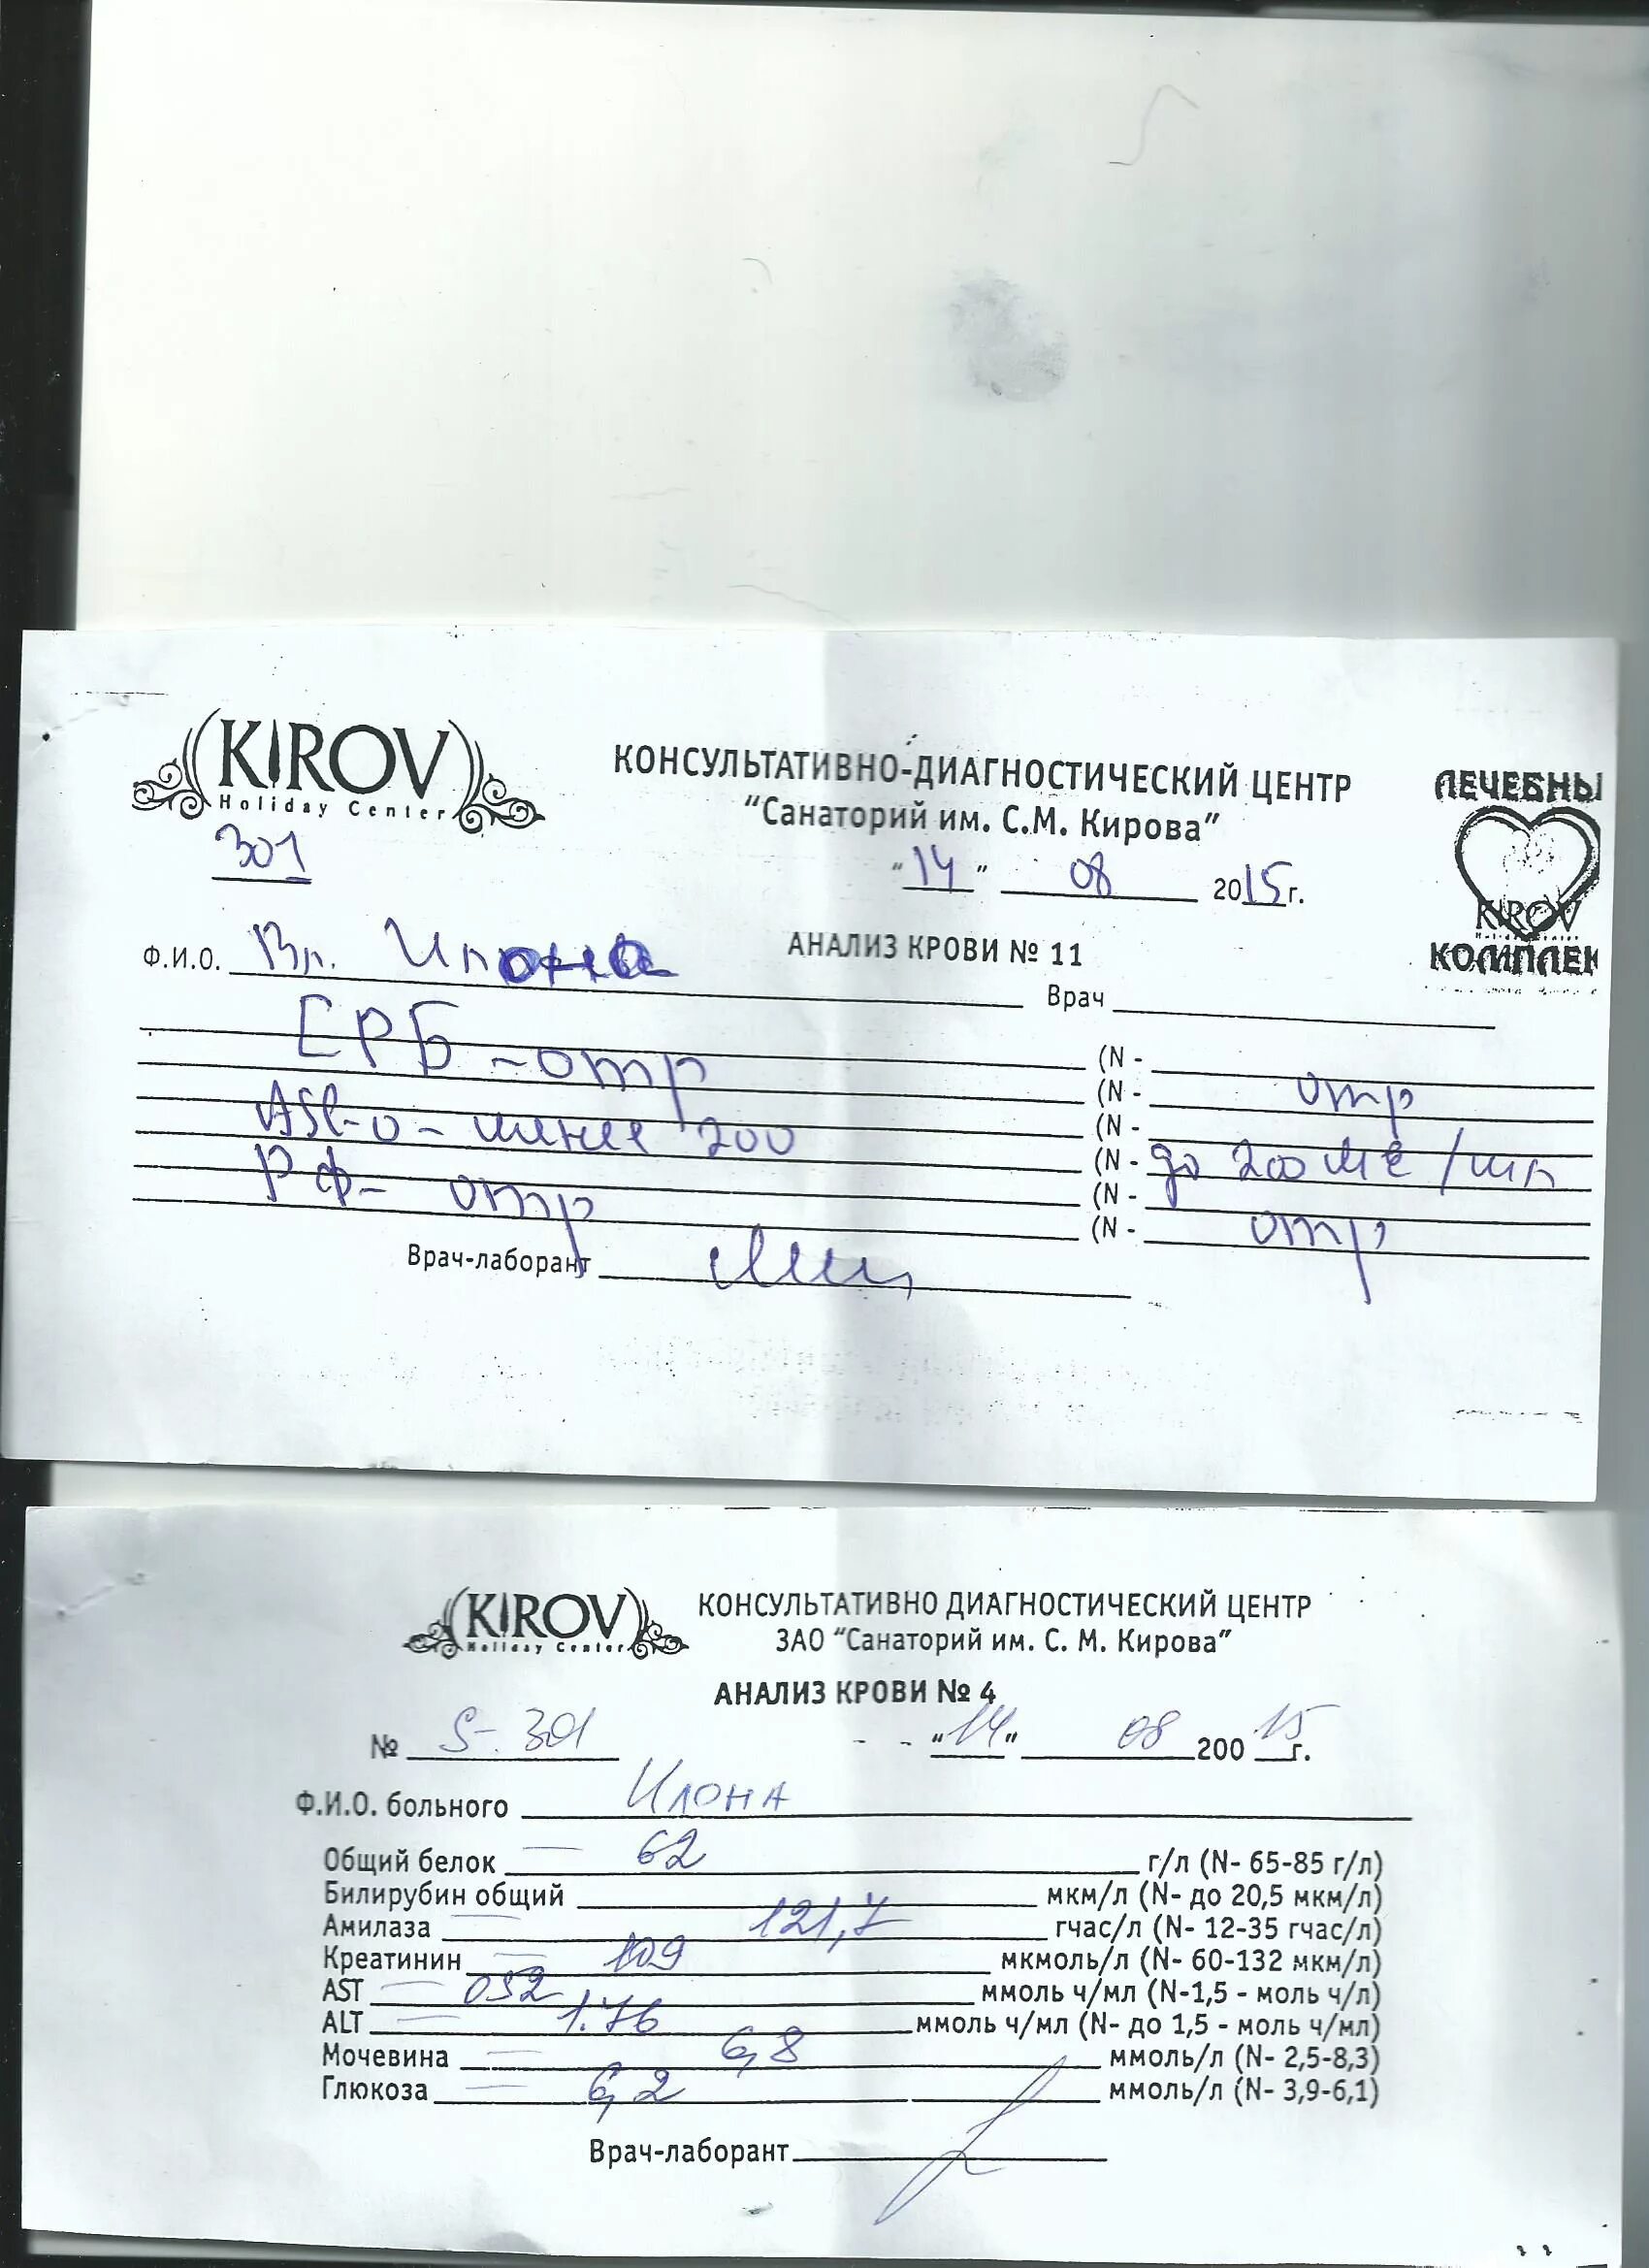 KIROV
Holiday Center
КОНСУЛЬТАТИВНО-ДИАГНОСТИЧЕСКИЙ ЦЕНТР
"Санаторий им. С.М. Кирова"
ЛЕЧЕБНЫ
KIROV
КОМПЛЕК
301
"14" 08 2015г.
АНАЛИЗ КРОВИ № 11
Ф.И.О. Вр. Илона
Врач
СРБ - отр (N - отр
ASL-O - менее 200 (N - до 200 МЕ/мл
РФ - отр (N - отр
(N -
(N -
(N -
Врач-лаборант
KIROV
Holiday Center
КОНСУЛЬТАТИВНО ДИАГНОСТИЧЕСКИЙ ЦЕНТР
ЗАО "Санаторий им. С. М. Кирова"
АНАЛИЗ КРОВИ № 4
№ S-301 "14" 08 200 15 г.
Ф.И.О. больного Илона
Общий белок 62 г/л (N- 65-85 г/л)
Билирубин общий мкм/л (N- до 20,5 мкм/л)
Амилаза 121,7 гчас/л (N- 12-35 гчас/л)
Креатинин 109 мкмоль/л (N- 60-132 мкм/л)
AST 052 ммоль ч/мл (N-1,5 - моль ч/л)
ALT 1.76 ммоль ч/мл (N- до 1,5 - моль ч/мл)
Мочевина 6,8 ммоль/л (N- 2,5-8,3)
Глюкоза 6,2 ммоль/л (N- 3,9-6,1)
Врач-лаборант